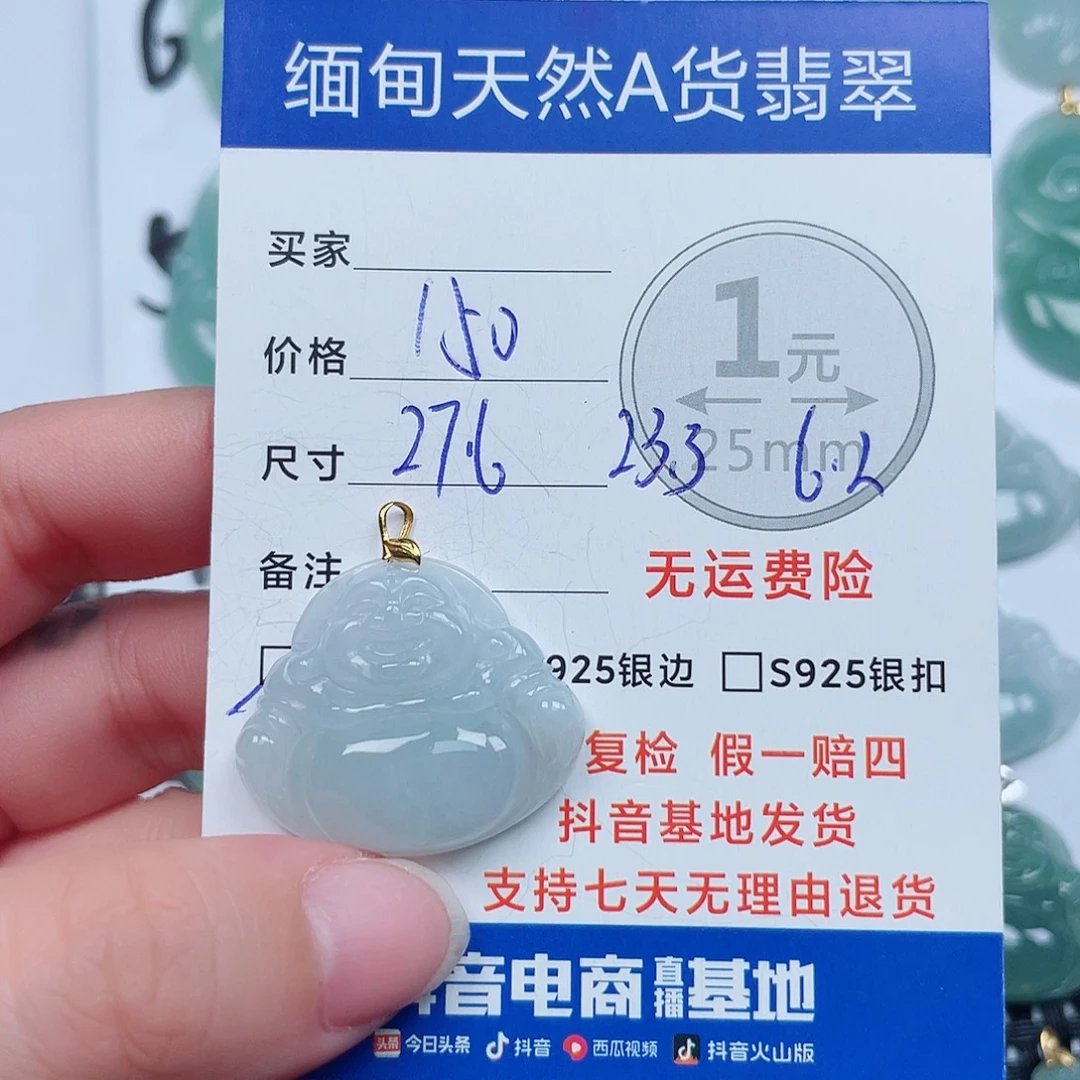 缅甸天然A货翡翠
买家
价格 150
1元
尺寸 27.6 23.3 6.2
25mm
备注 无运费险
925银边 S925银扣
复检 假一赔四
抖音基地发货
支持七天无理由退货
音电商直播基地
头条 今日头条 抖音 西瓜视频 抖音火山版